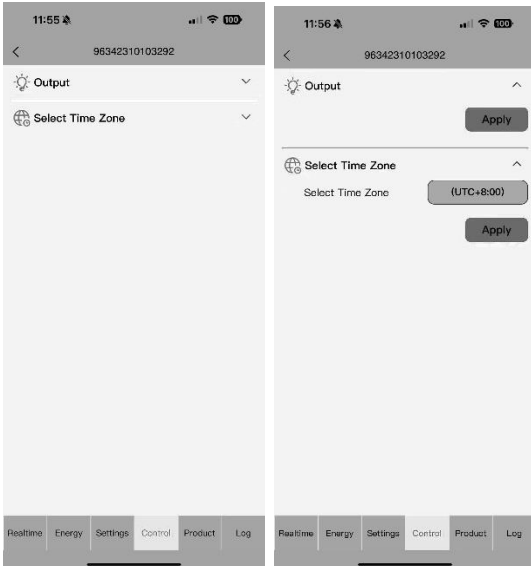 11:55
100
96342310103292
Output
Select Time Zone
Realtime Energy Settings Control Product Log
11:56
100
96342310103292
Output
Apply
Select Time Zone
Select Time Zone (UTC+8:00)
Apply
Realtime Energy Settings Control Product Log